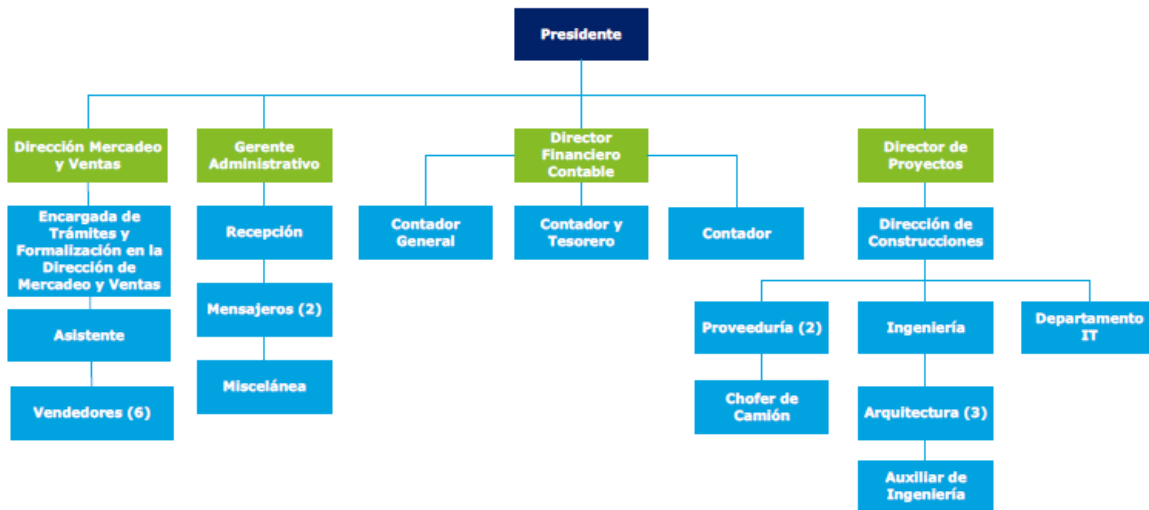 Presidente
Dirección Mercadeo
y Ventas
Gerente
Administrativo
Director
Financiero
Contable
Director de
Proyectos
Encargada de
Trámites y
Formalización en la
Dirección de
Mercadeo y Ventas
Recepción
Contador
General
Contador y
Tesorero
Contador
Dirección de
Construcciones
Asistente
Mensajeros (2)
Proveeduría (2)
Ingeniería
Departamento
IT
Vendedores (6)
Miscelánea
Chofer de
Camión
Arquitectura (3)
Auxiliar de
Ingeniería